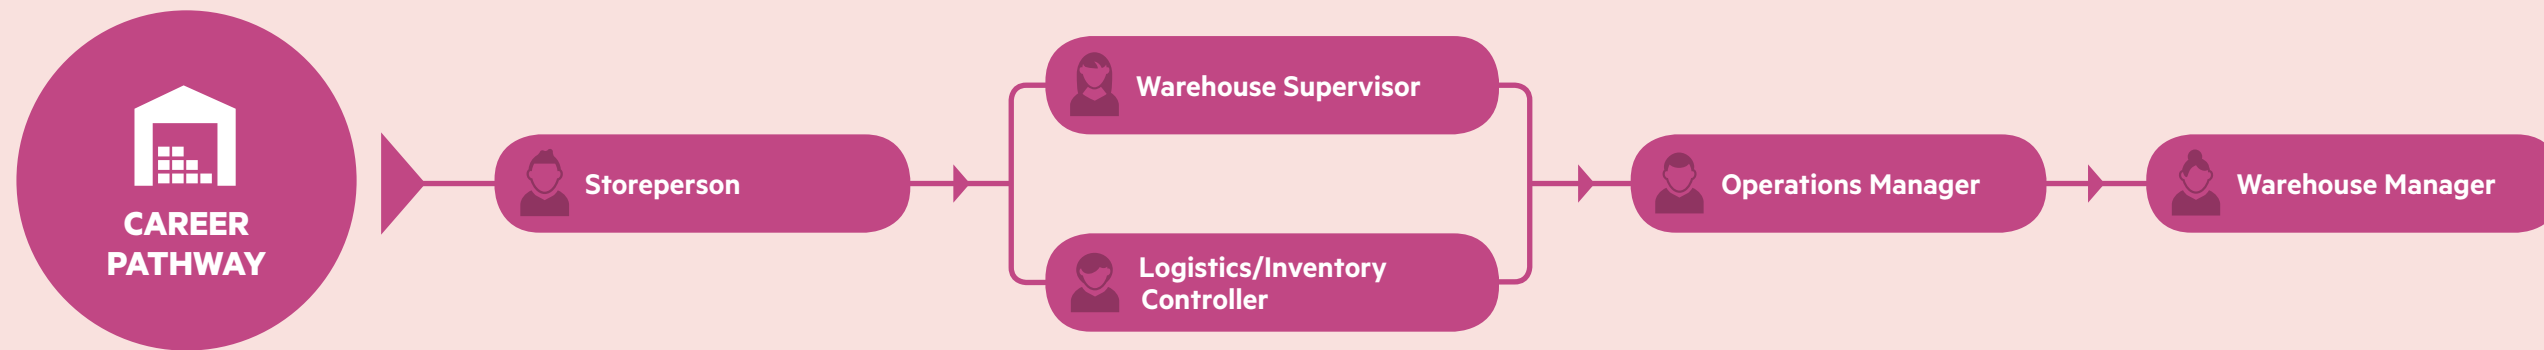 CAREER
PATHWAY
Storeperson
Warehouse Supervisor
Logistics/Inventory
Controller
Operations Manager
Warehouse Manager